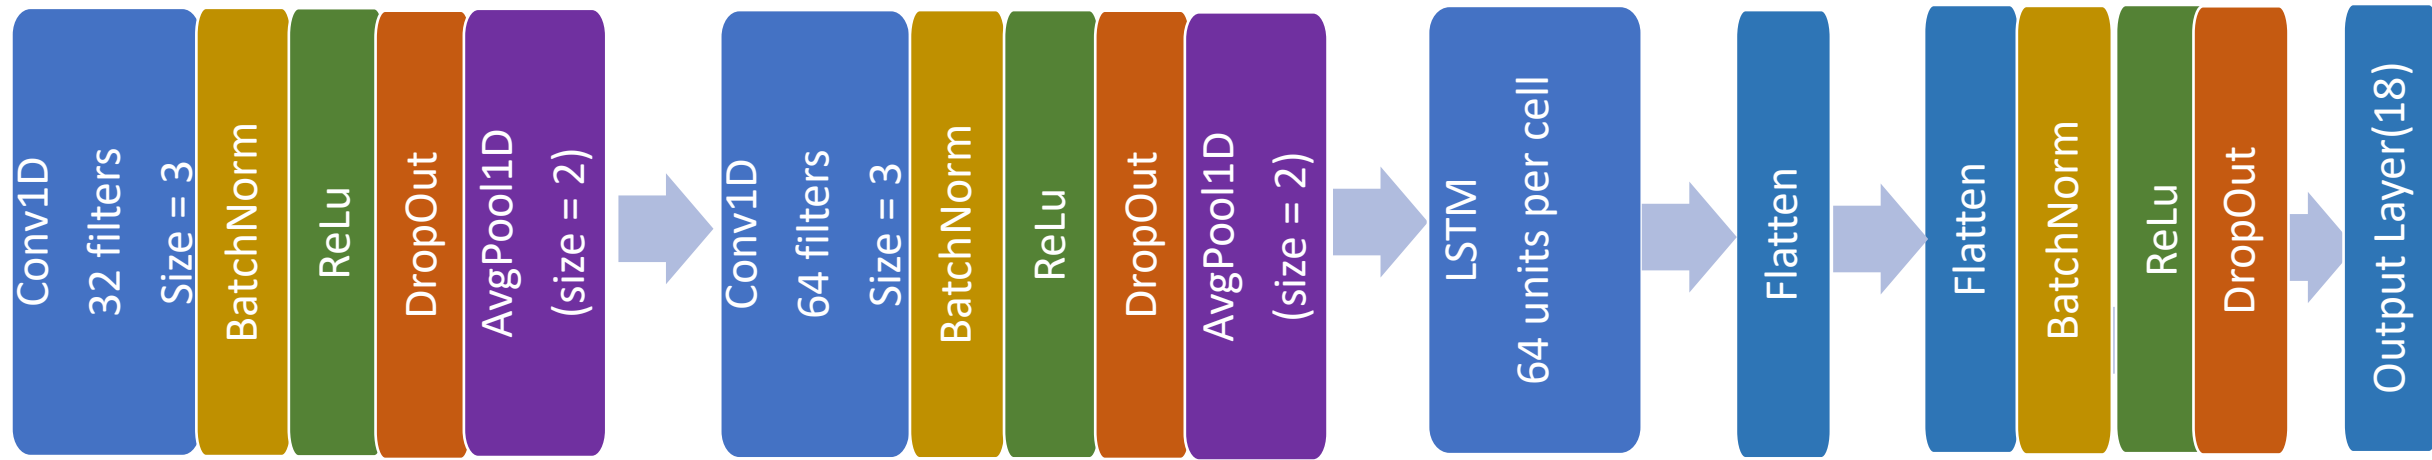 Conv1D
32 filters
Size = 3
BatchNorm
ReLu
DropOut
AvgPool1D
(size = 2)
Conv1D
64 filters
Size = 3
BatchNorm
ReLu
DropOut
AvgPool1D
(size = 2)
LSTM
64 units per cell
Flatten
Flatten
BatchNorm
ReLu
DropOut
Output Layer(18)